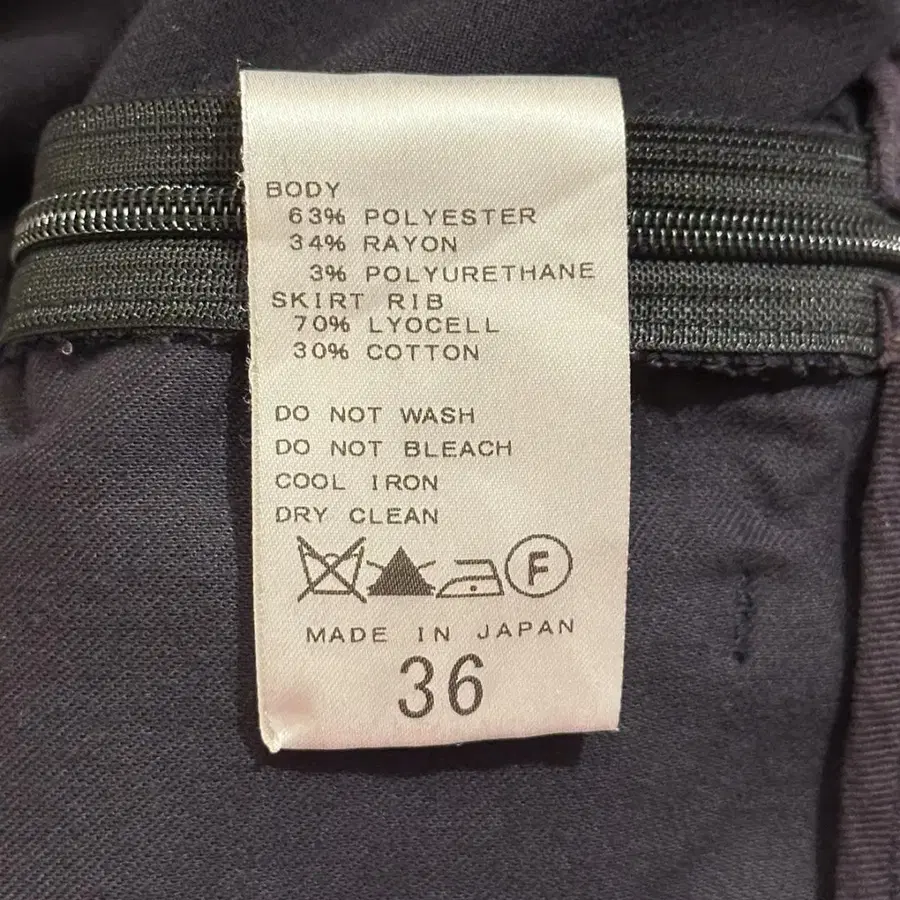 BODY
63% POLYESTER
34% RAYON
3% POLYURETHANE
SKIRT RIB
70% LYOCELL
30% COTTON
DO NOT WASH
DO NOT BLEACH
COOL IRON
DRY CLEAN
F
MADE IN JAPAN
36